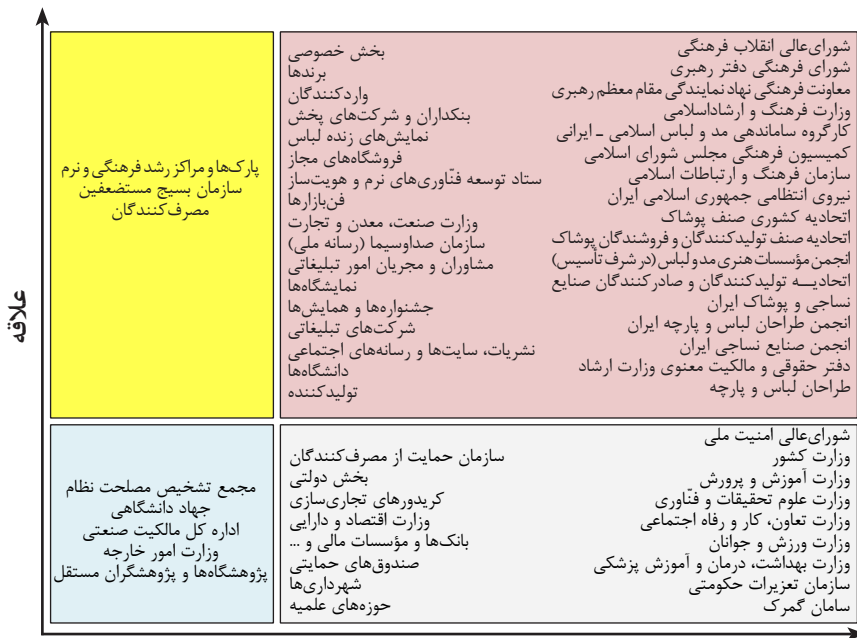 علاقه
شورای‌عالی انقلاب فرهنگی
شورای فرهنگی دفتر رهبری
معاونت فرهنگی نهاد نمایندگی مقام معظم رهبری
وزارت فرهنگ و ارشاداسلامی
کارگروه ساماندهی مد و لباس اسلامی ـ ایرانی
کمیسیون فرهنگی مجلس شورای اسلامی
سازمان فرهنگ و ارتباطات اسلامی
نیروی انتظامی جمهوری اسلامی ایران
اتحادیه کشوری صنف پوشاک
اتحادیه صنف تولیدکنندگان و فروشندگان پوشاک
انجمن مؤسسات هنری مد و لباس (در شرف تأسیس)
اتحادیــه تولیدکنندگان و صادرکنندگان صنایع
نساجی و پوشاک ایران
انجمن طراحان لباس و پارچه ایران
انجمن صنایع نساجی ایران
دفتر حقوقی و مالکیت معنوی وزارت ارشاد
طراحان لباس و پارچه
بخش خصوصی
برندها
واردکنندگان
بنکداران و شرکت‌های پخش
نمایش‌های زنده لباس
فروشگاه‌های مجاز
ستاد توسعه فنّاوری‌های نرم و هویت‌ساز
فن‌بازارها
وزارت صنعت، معدن و تجارت
سازمان صداوسیما (رسانه ملی)
مشاوران و مجریان امور تبلیغاتی
نمایشگاه‌ها
جشنواره‌ها و همایش‌ها
شرکت‌های تبلیغاتی
نشریات، سایت‌ها و رسانه‌های اجتماعی
دانشگاه‌ها
تولیدکننده
پارک‌ها و مراکز رشد فرهنگی و نرم
سازمان بسیج مستضعفین
مصرف‌کنندگان
شورای‌عالی امنیت ملی
وزارت کشور
وزارت آموزش و پرورش
وزارت علوم تحقیقات و فنّاوری
وزارت تعاون، کار و رفاه اجتماعی
وزارت ورزش و جوانان
وزارت بهداشت، درمان و آموزش پزشکی
سازمان تعزیرات حکومتی
سامان گمرک
سازمان حمایت از مصرف‌کنندگان
بخش دولتی
کریدورهای تجاری‌سازی
وزارت اقتصاد و دارایی
بانک‌ها و مؤسسات مالی و ...
صندوق‌های حمایتی
شهرداری‌ها
حوزه‌های علمیه
مجمع تشخیص مصلحت نظام
جهاد دانشگاهی
اداره کل مالکیت صنعتی
وزارت امور خارجه
پژوهشگاه‌ها و پژوهشگران مستقل